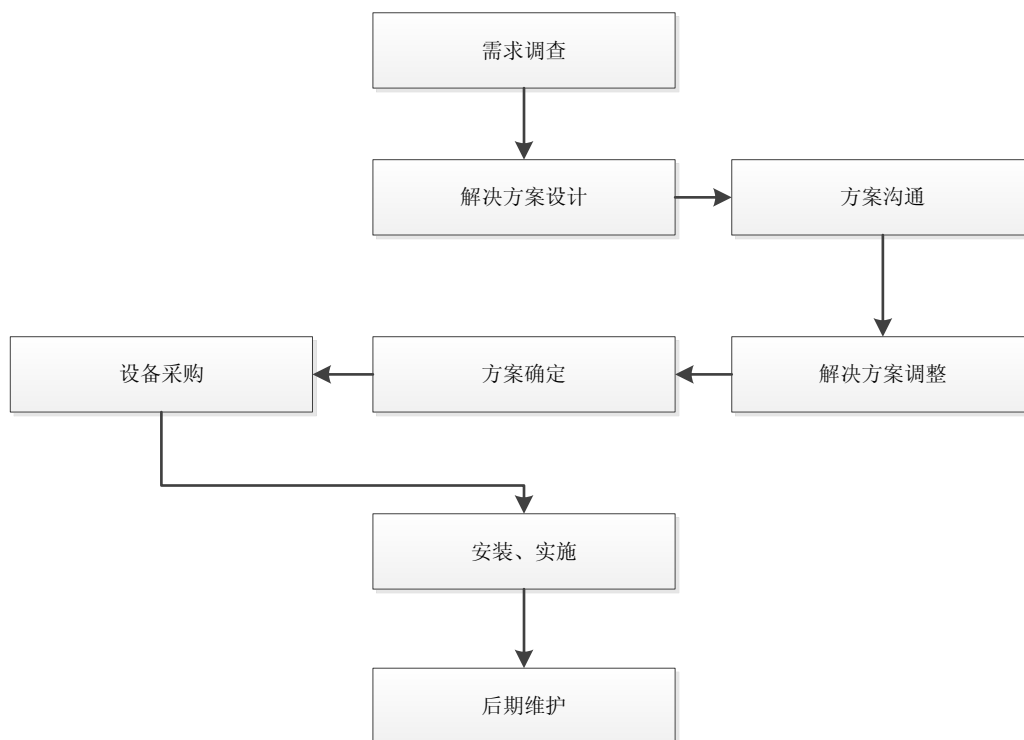 需求调查
解决方案设计
方案沟通
解决方案调整
方案确定
设备采购
安装、实施
后期维护